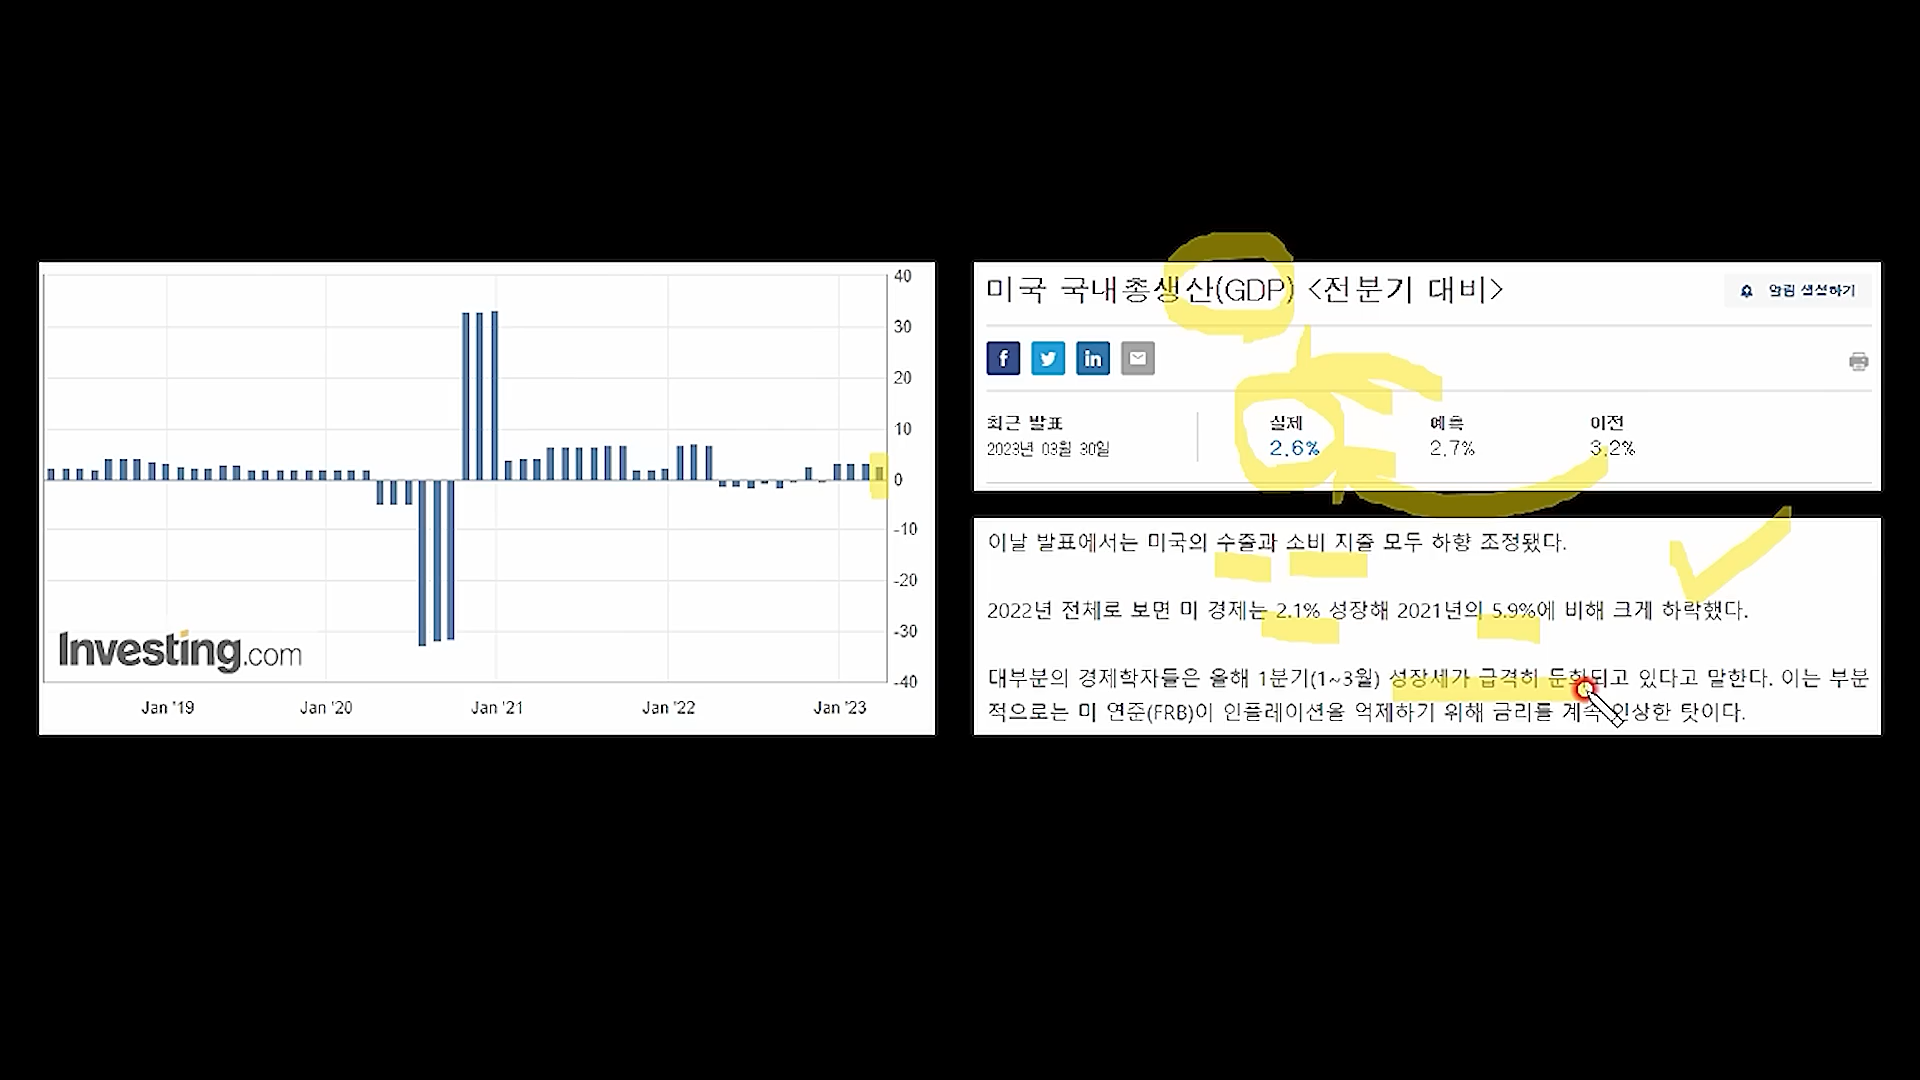 40
30
20
10
0
-10
-20
-30
-40
Investing.com
Jan '19
Jan '20
Jan '21
Jan '22
Jan '23
미국 국내총생산(GDP) <전분기 대비>
알림 생성하기
최근 발표
2023년 03월 30일
실제
2.6%
예측
2.7%
이전
3.2%
이날 발표에서는 미국의 수출과 소비 지출 모두 하향 조정됐다.
2022년 전체로 보면 미 경제는 2.1% 성장해 2021년의 5.9%에 비해 크게 하락했다.
대부분의 경제학자들은 올해 1분기(1~3월) 성장세가 급격히 둔화되고 있다고 말한다. 이는 부분
적으로는 미 연준(FRB)이 인플레이션을 억제하기 위해 금리를 계속 인상한 탓이다.